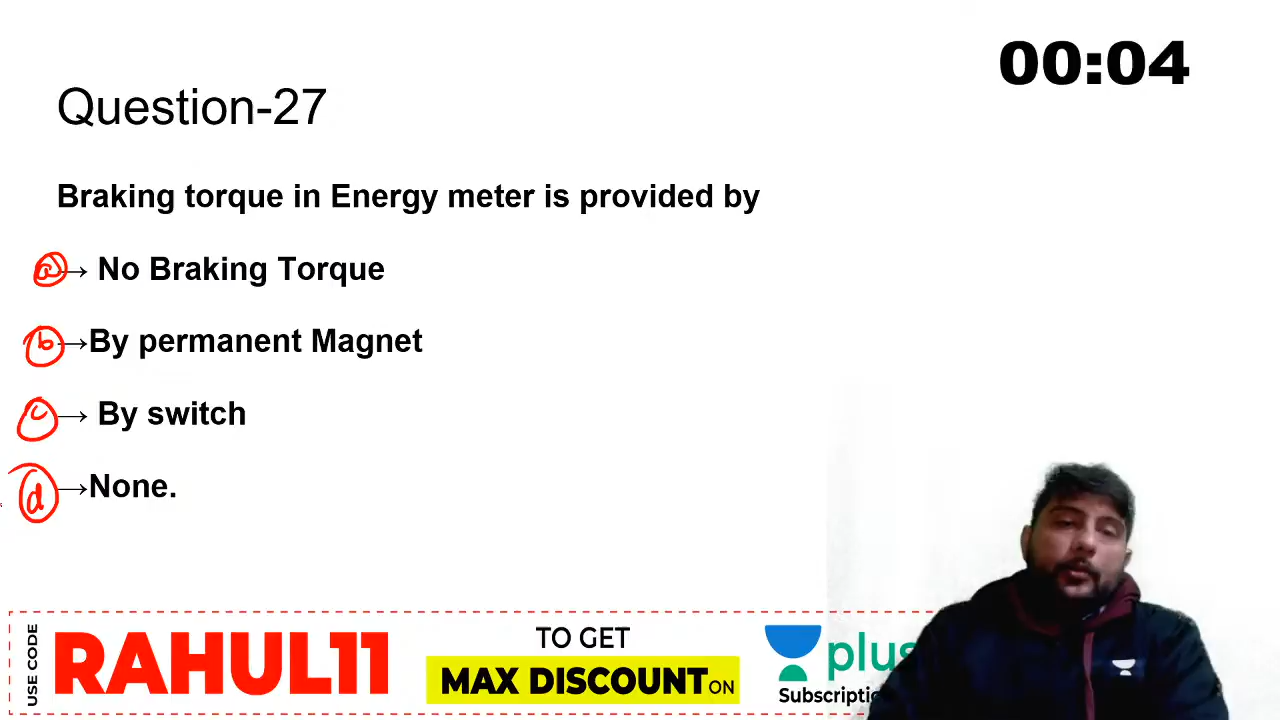 00:04
Question-27
Braking torque in Energy meter is provided by
a → No Braking Torque
b →By permanent Magnet
c → By switch
d →None.
USE CODE
RAHUL11
TO GET
MAX DISCOUNT ON
plus
Subscriptio